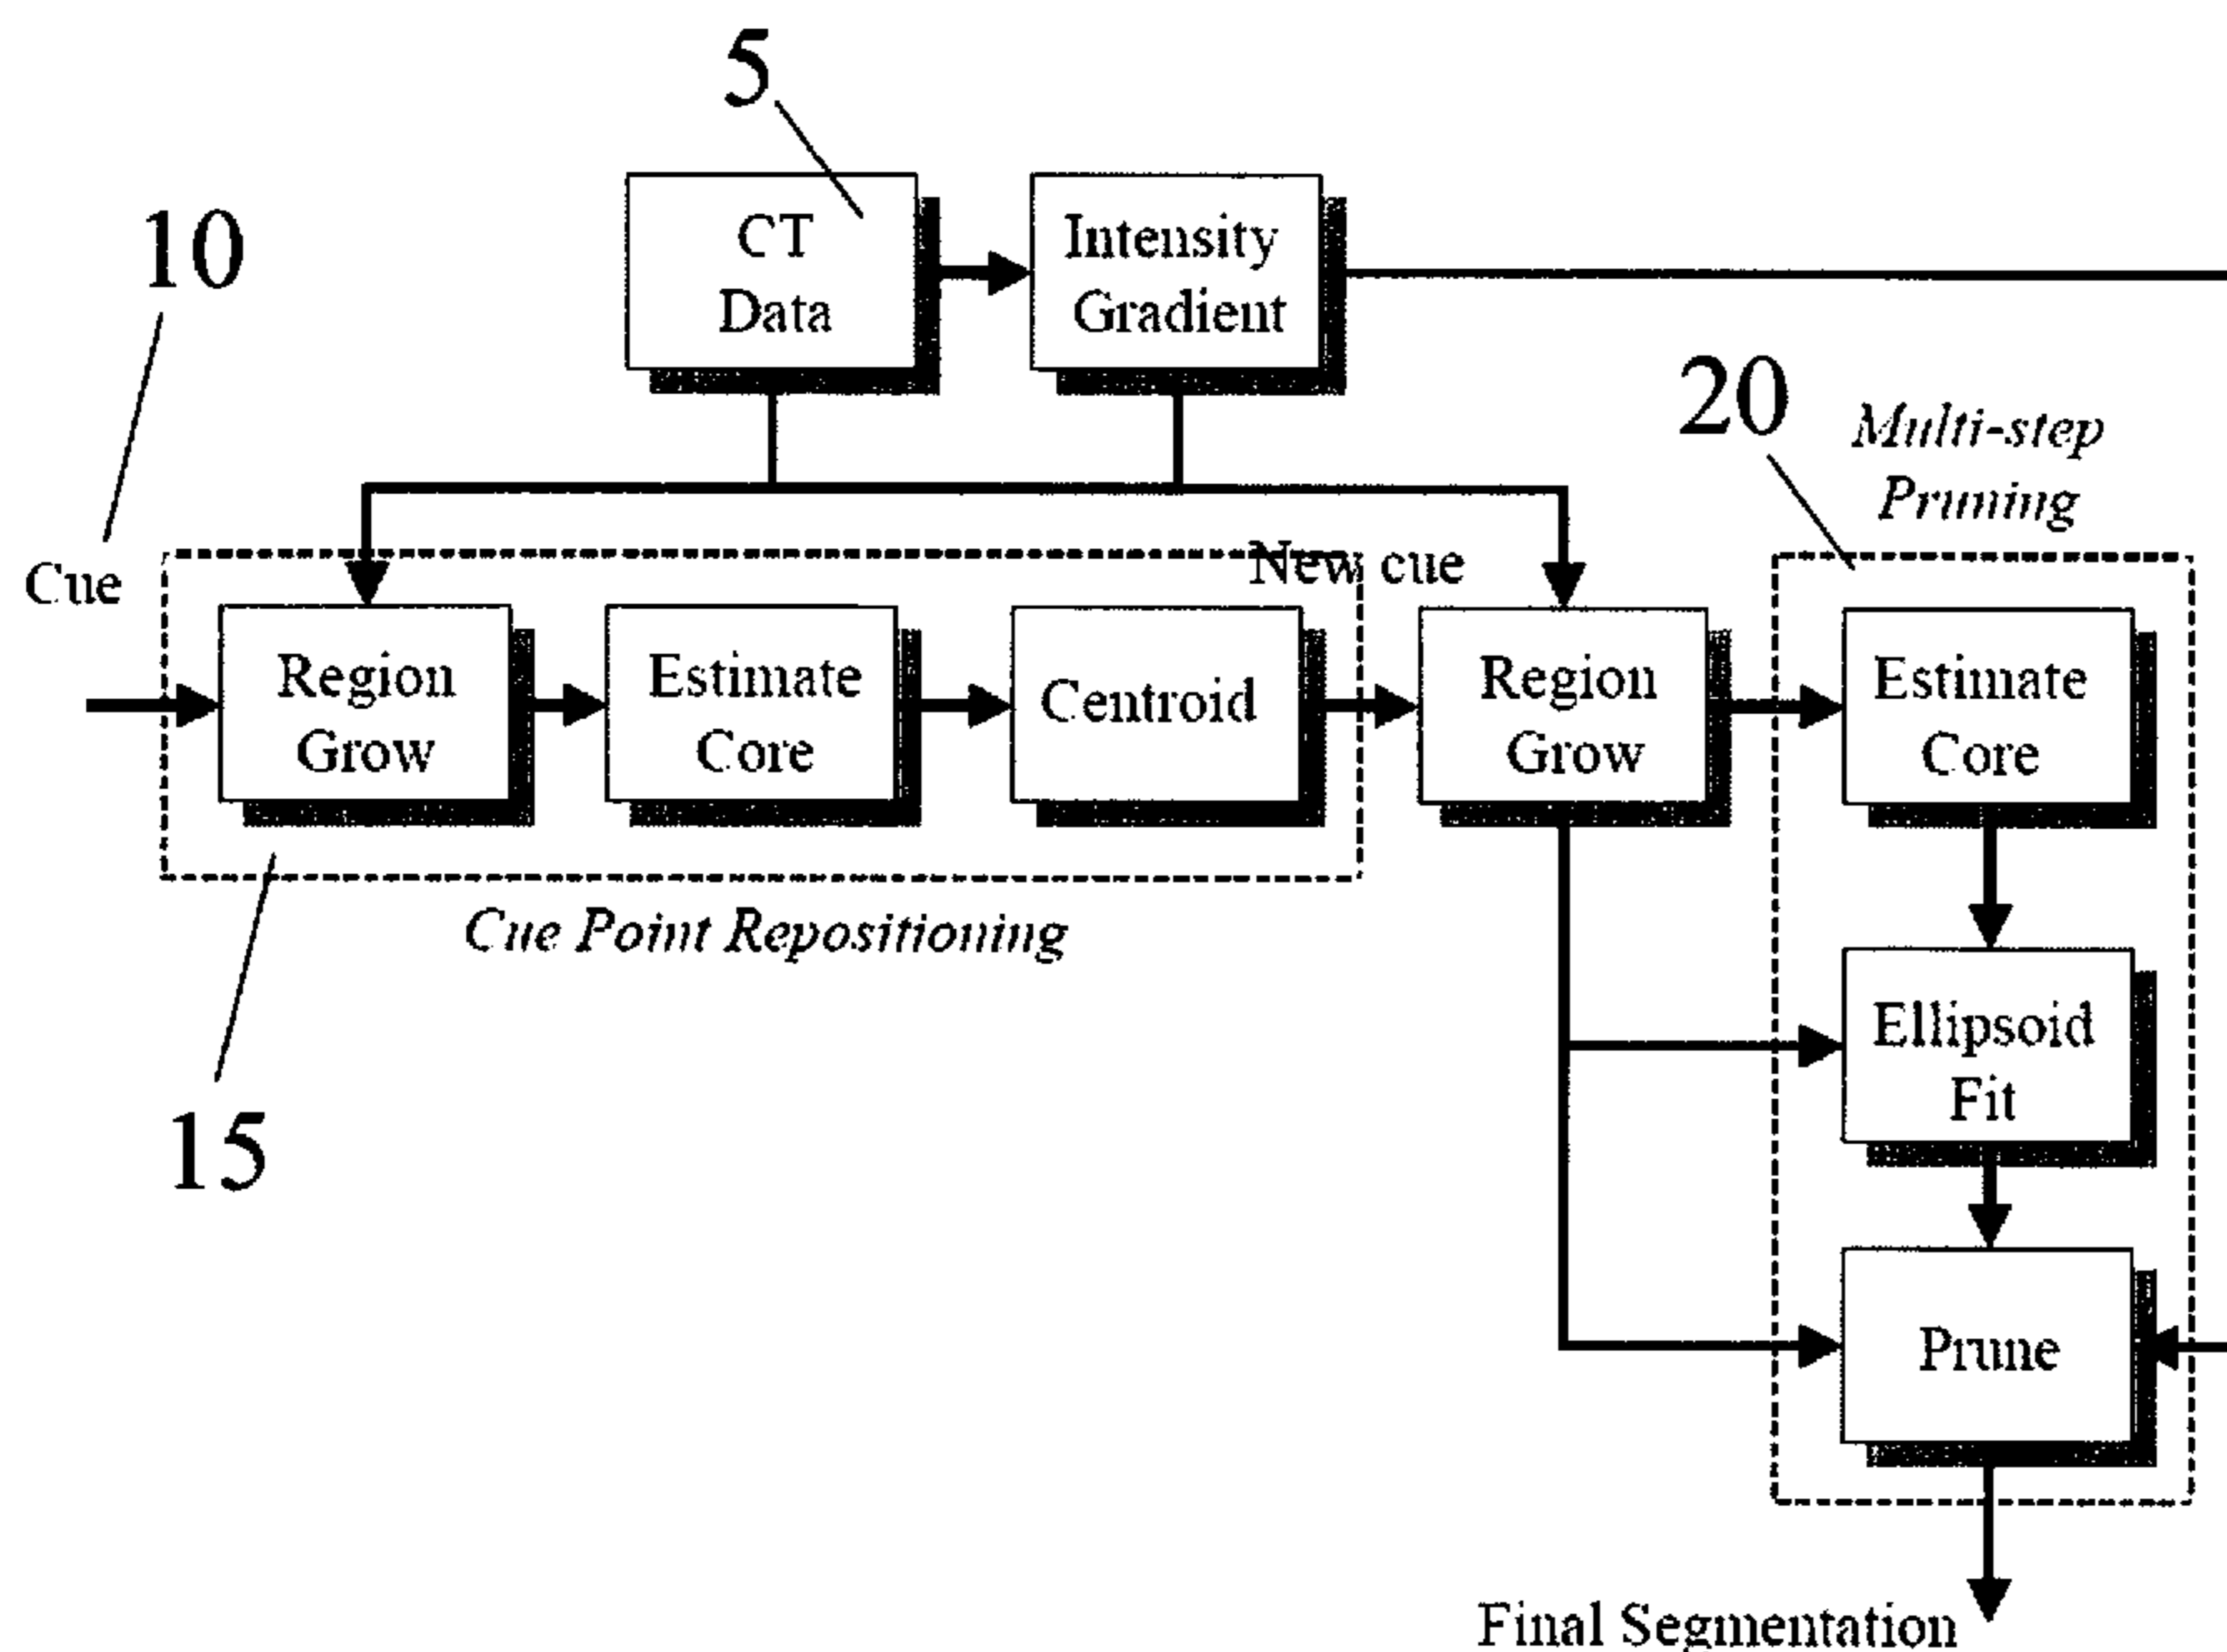 5
10
CT
Data
Intensity
Gradient
20
Multi-step
Pruning
Cue
New cue
Region
Grow
Estimate
Core
Centroid
Region
Grow
Estimate
Core
Cue Point Repositioning
15
Ellipsoid
Fit
Prune
Final Segmentation